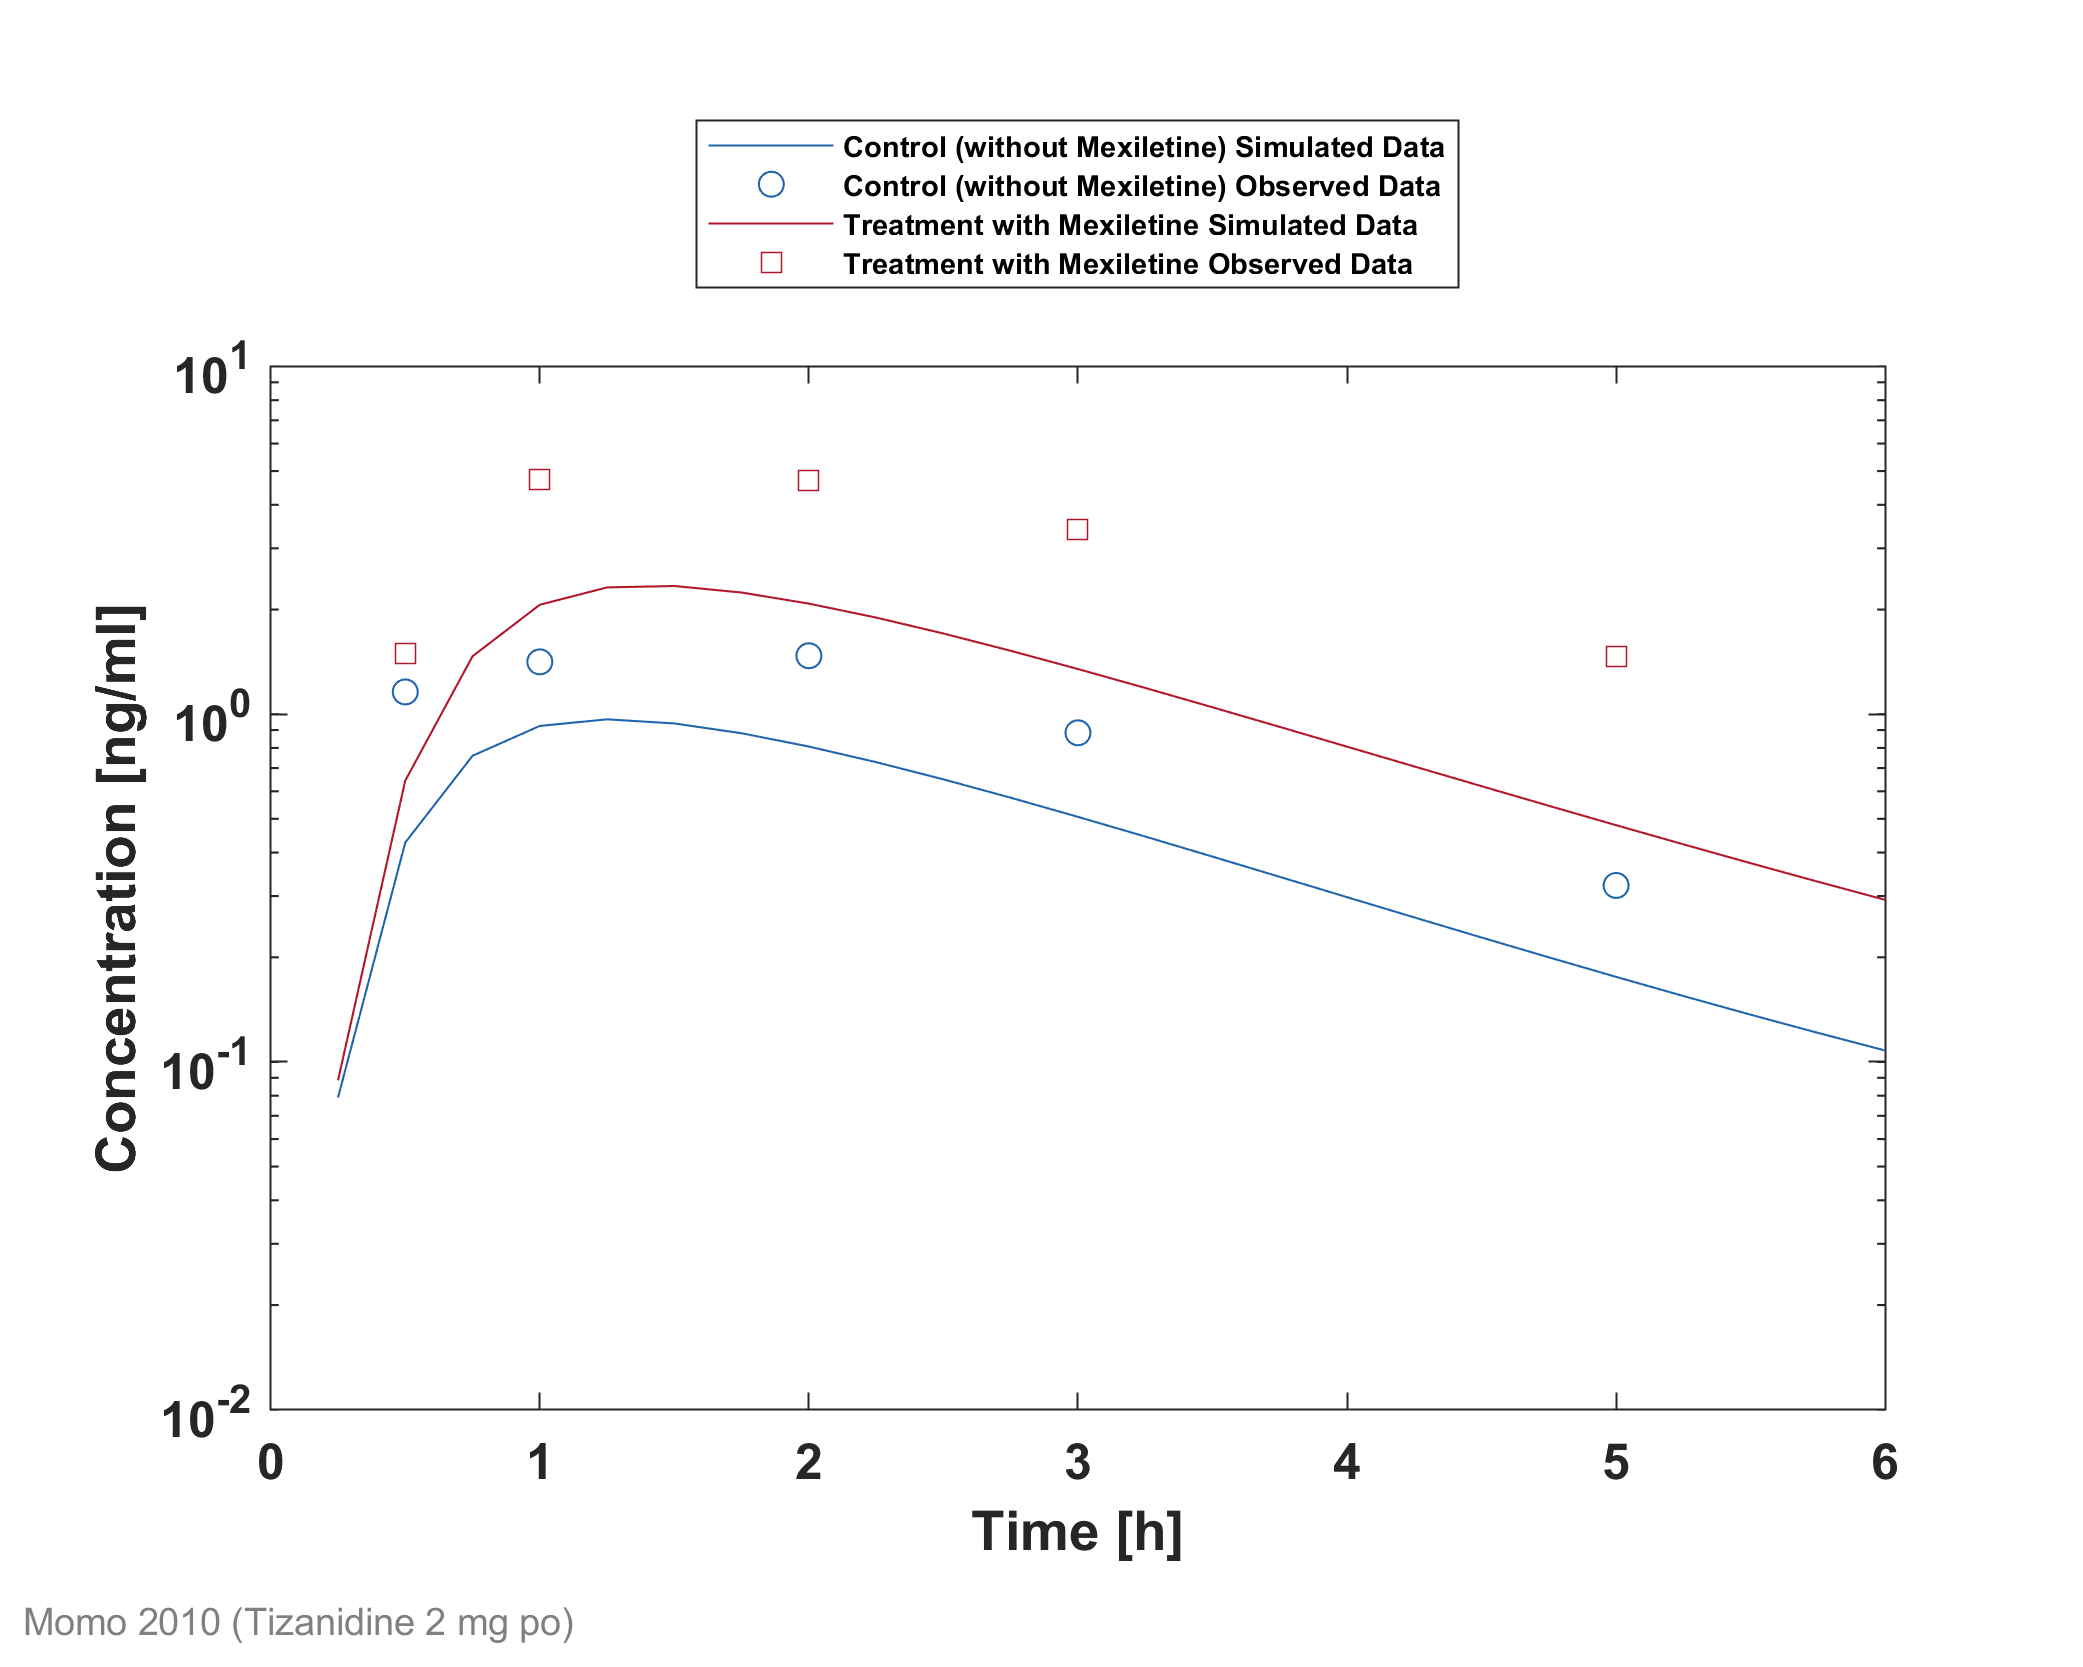 Control (without Mexiletine) Simulated Data
Control (without Mexiletine) Observed Data
Treatment with Mexiletine Simulated Data
Treatment with Mexiletine Observed Data
10^1
10^0
10^-1
10^-2
Concentration [ng/ml]
0 1 2 3 4 5 6
Time [h]
Momo 2010 (Tizanidine 2 mg po)